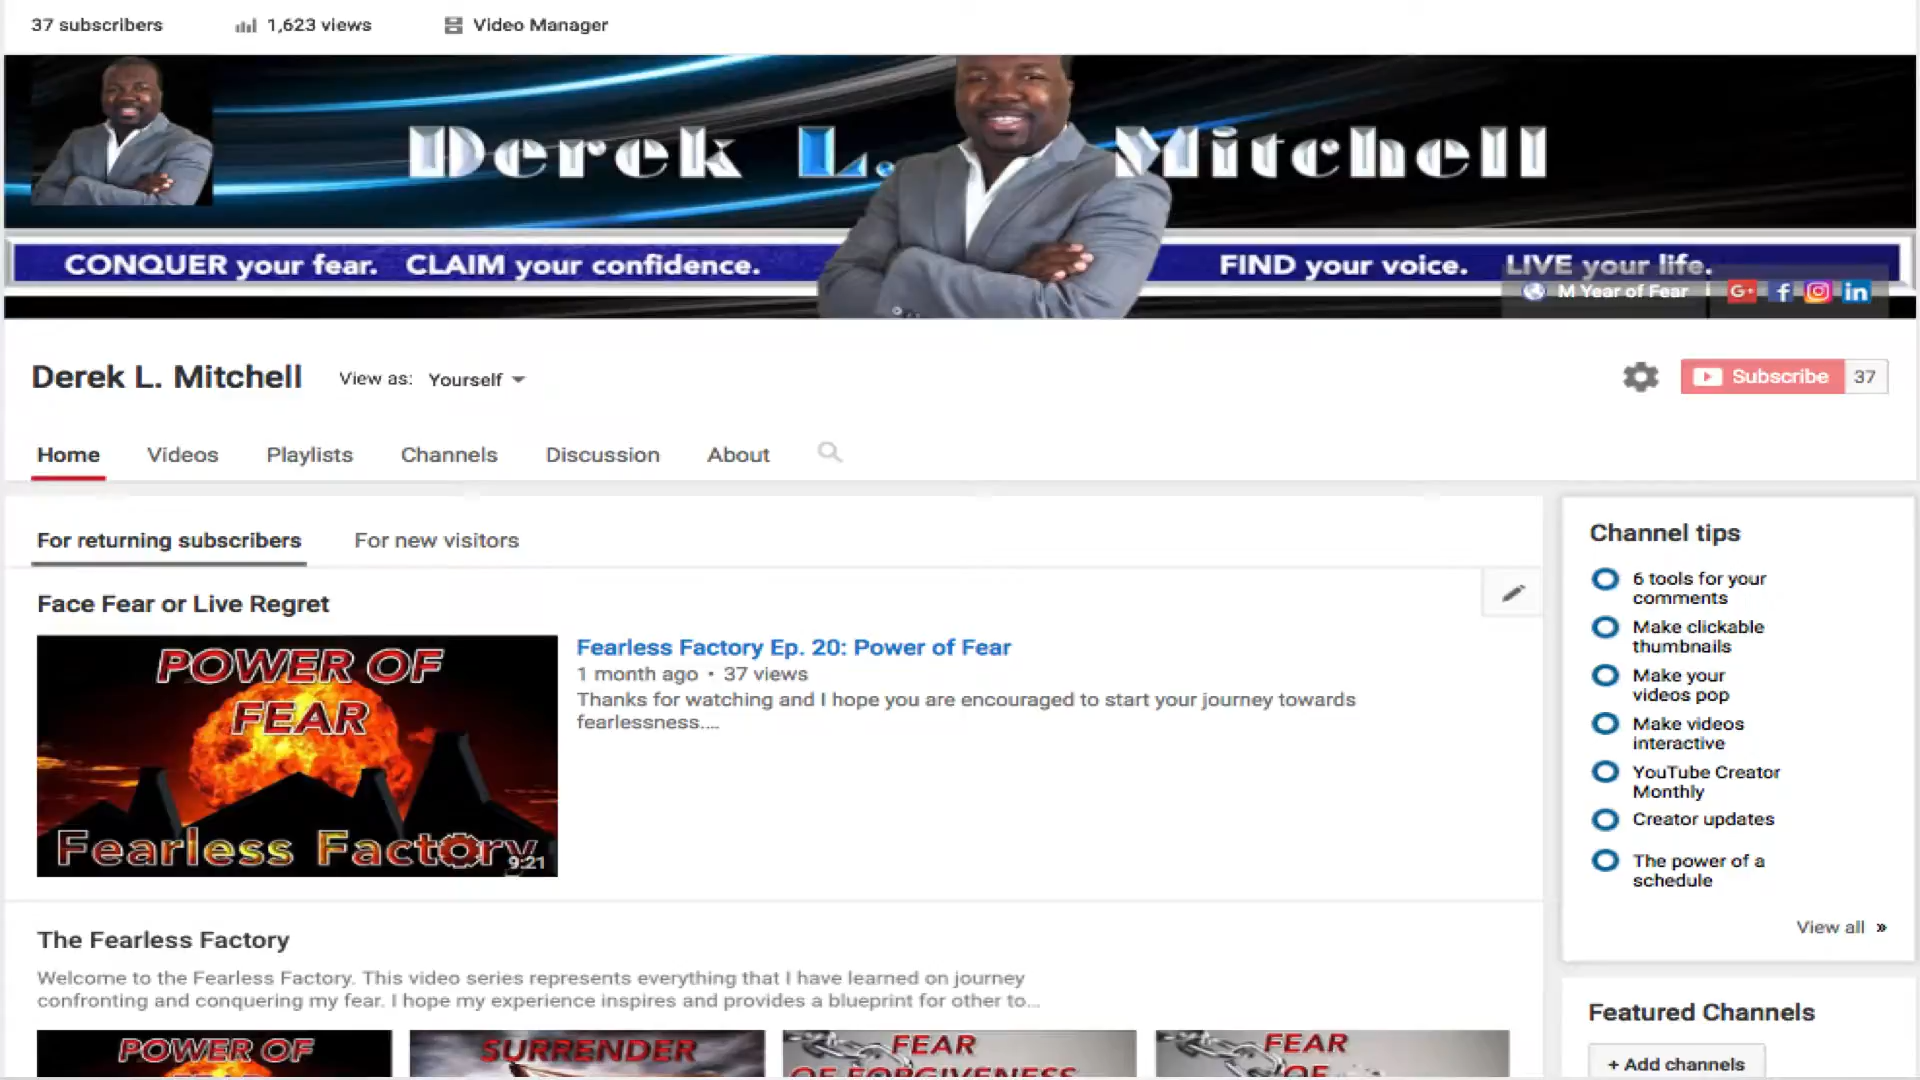 37 subscribers 1,623 views Video Manager
Derek L. Mitchell
CONQUER your fear. CLAIM your confidence. FIND your voice. LIVE your life.
M Year of Fear G+ f in
Derek L. Mitchell View as: Yourself Subscribe 37
Home Videos Playlists Channels Discussion About
For returning subscribers For new visitors
Face Fear or Live Regret
POWER OF
FEAR
Fearless Factory
9:21
Fearless Factory Ep. 20: Power of Fear
1 month ago • 37 views
Thanks for watching and I hope you are encouraged to start your journey towards
fearlessness....
The Fearless Factory
Welcome to the Fearless Factory. This video series represents everything that I have learned on journey
confronting and conquering my fear. I hope my experience inspires and provides a blueprint for other to...
POWER OF
SURRENDER
FEAR
OF FORGIVENESS
FEAR
OF
Channel tips
6 tools for your
comments
Make clickable
thumbnails
Make your
videos pop
Make videos
interactive
YouTube Creator
Monthly
Creator updates
The power of a
schedule
View all »
Featured Channels
+ Add channels